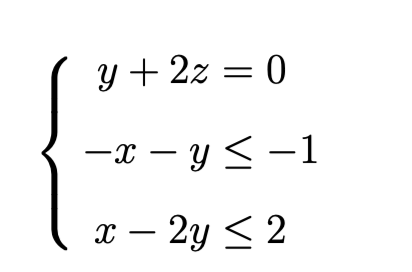 y + 2z = 0
−x − y ≤ −1
x − 2y ≤ 2